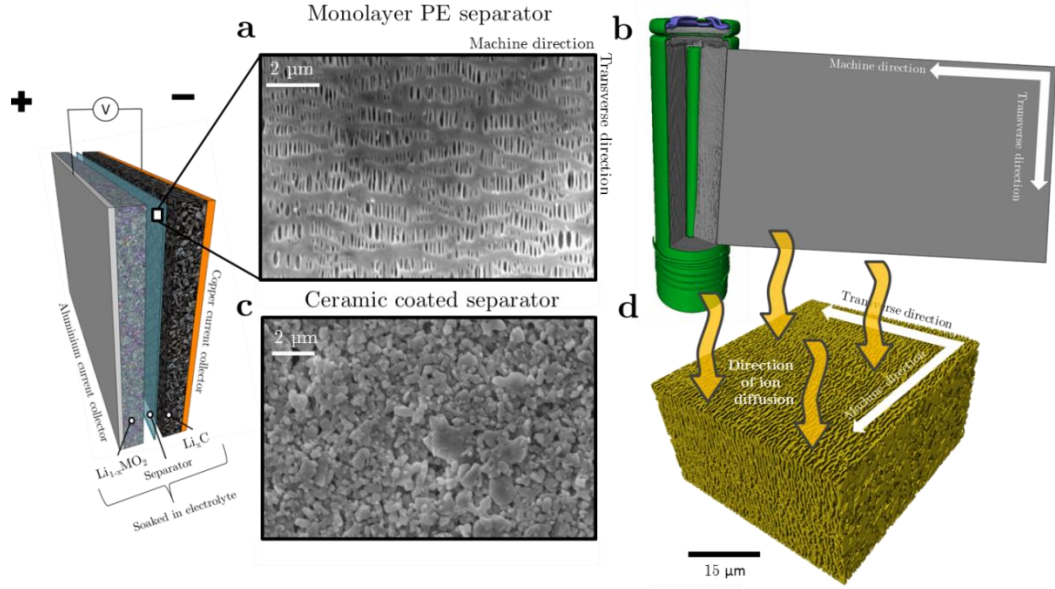 Monolayer PE separator
a
Machine direction
2 μm
Transverse direction
+
−
V
Aluminium current collector
Copper current collector
Li1-xMO2
Separator
LixC
Soaked in electrolyte
b
Machine direction
Transverse direction
c
Ceramic coated separator
2 μm
d
Transverse direction
Machine direction
Direction
of ion
diffusion
15 μm